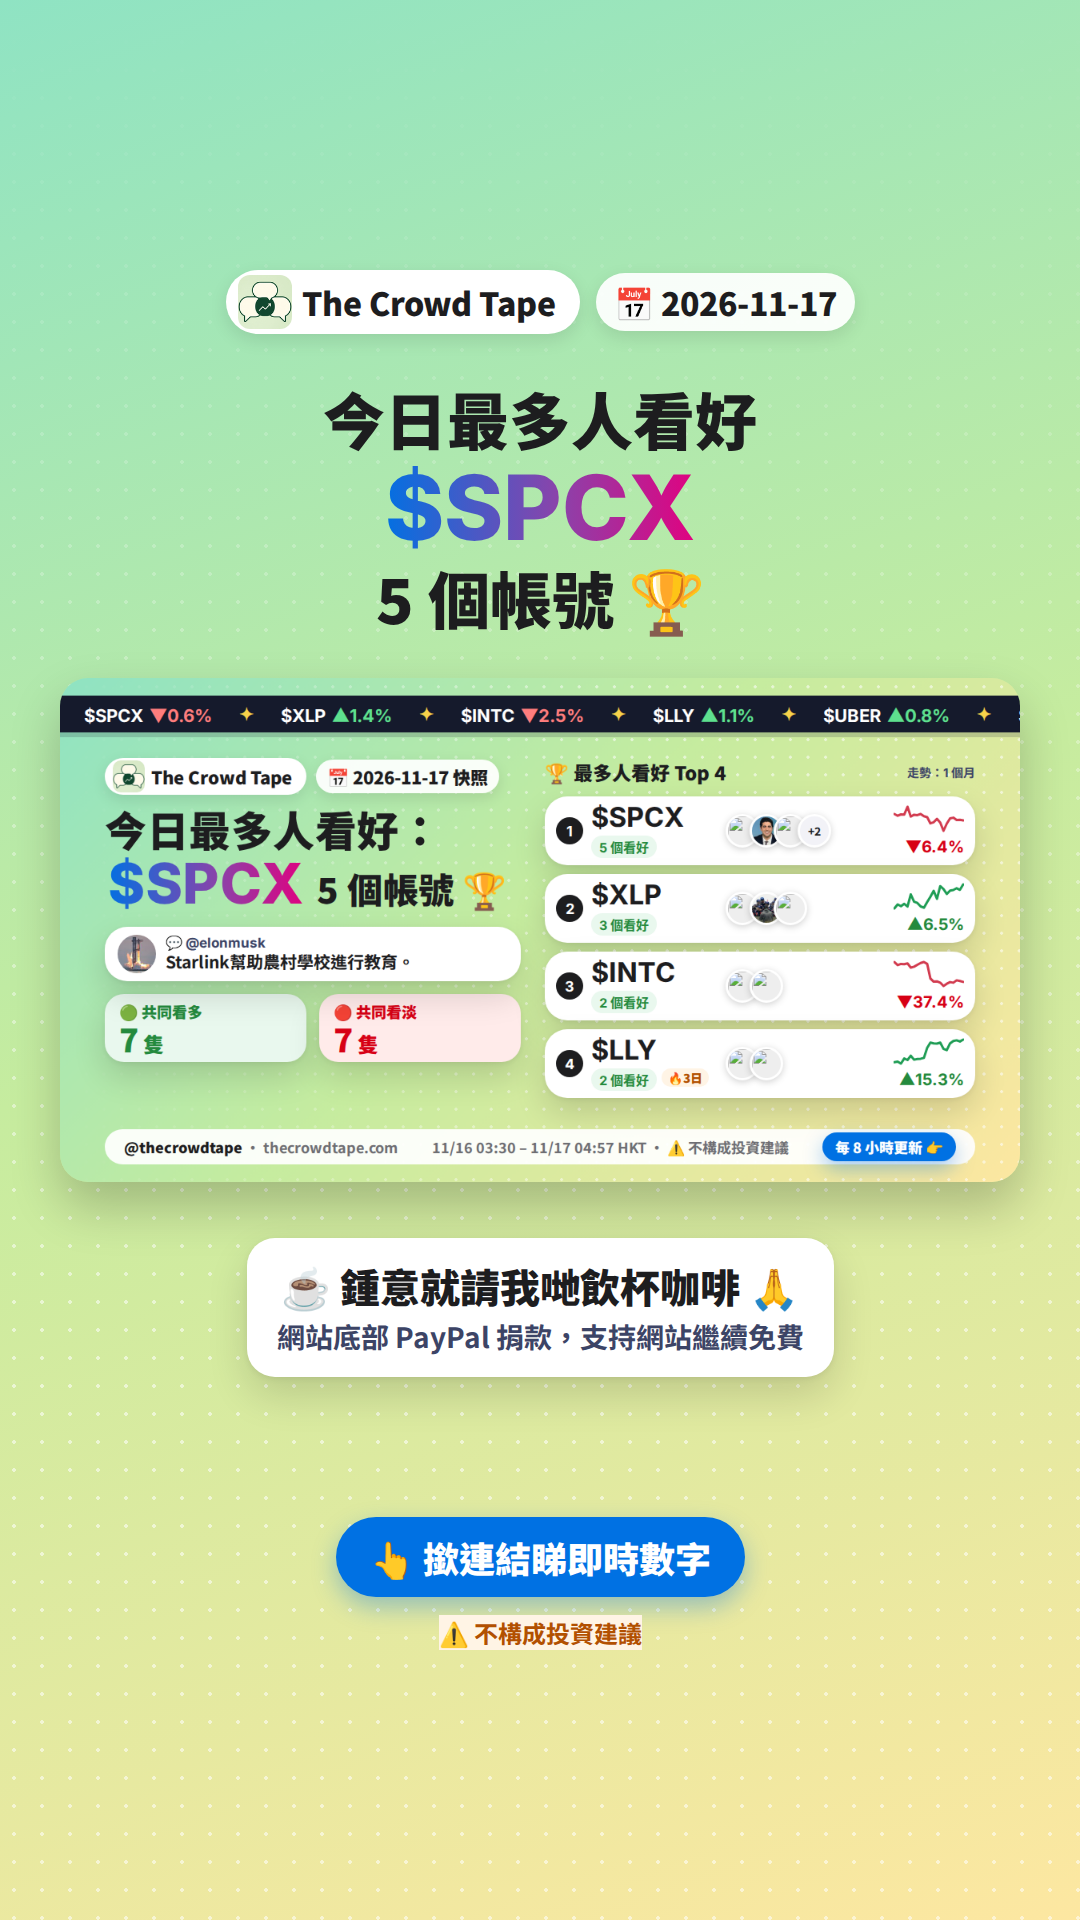 The Crowd Tape
📅 2026-11-17
今日最多人看好
$SPCX
5 個帳號 🏆
$SPCX ▼0.6% ✦ $XLP ▲1.4% ✦ $INTC ▼2.5% ✦ $LLY ▲1.1% ✦ $UBER ▲0.8% ✦
The Crowd Tape
📅 2026-11-17 快照
今日最多人看好：
$SPCX 5 個帳號 🏆
💬 @elonmusk
Starlink幫助農村學校進行教育。
🟢 共同看多
7 隻
🔴 共同看淡
7 隻
🏆 最多人看好 Top 4
走勢：1個月
1 $SPCX
5 個看好
+2
▼6.4%
2 $XLP
3 個看好
▲6.5%
3 $INTC
2 個看好
▼37.4%
4 $LLY
2 個看好 🔥3日
▲15.3%
@thecrowdtape • thecrowdtape.com
11/16 03:30 – 11/17 04:57 HKT • ⚠️ 不構成投資建議
每 8 小時更新 👉
☕ 鍾意就請我哋飲杯咖啡 🙏
網站底部 PayPal 捐款，支持網站繼續免費
👆 撳連結睇即時數字
⚠️ 不構成投資建議